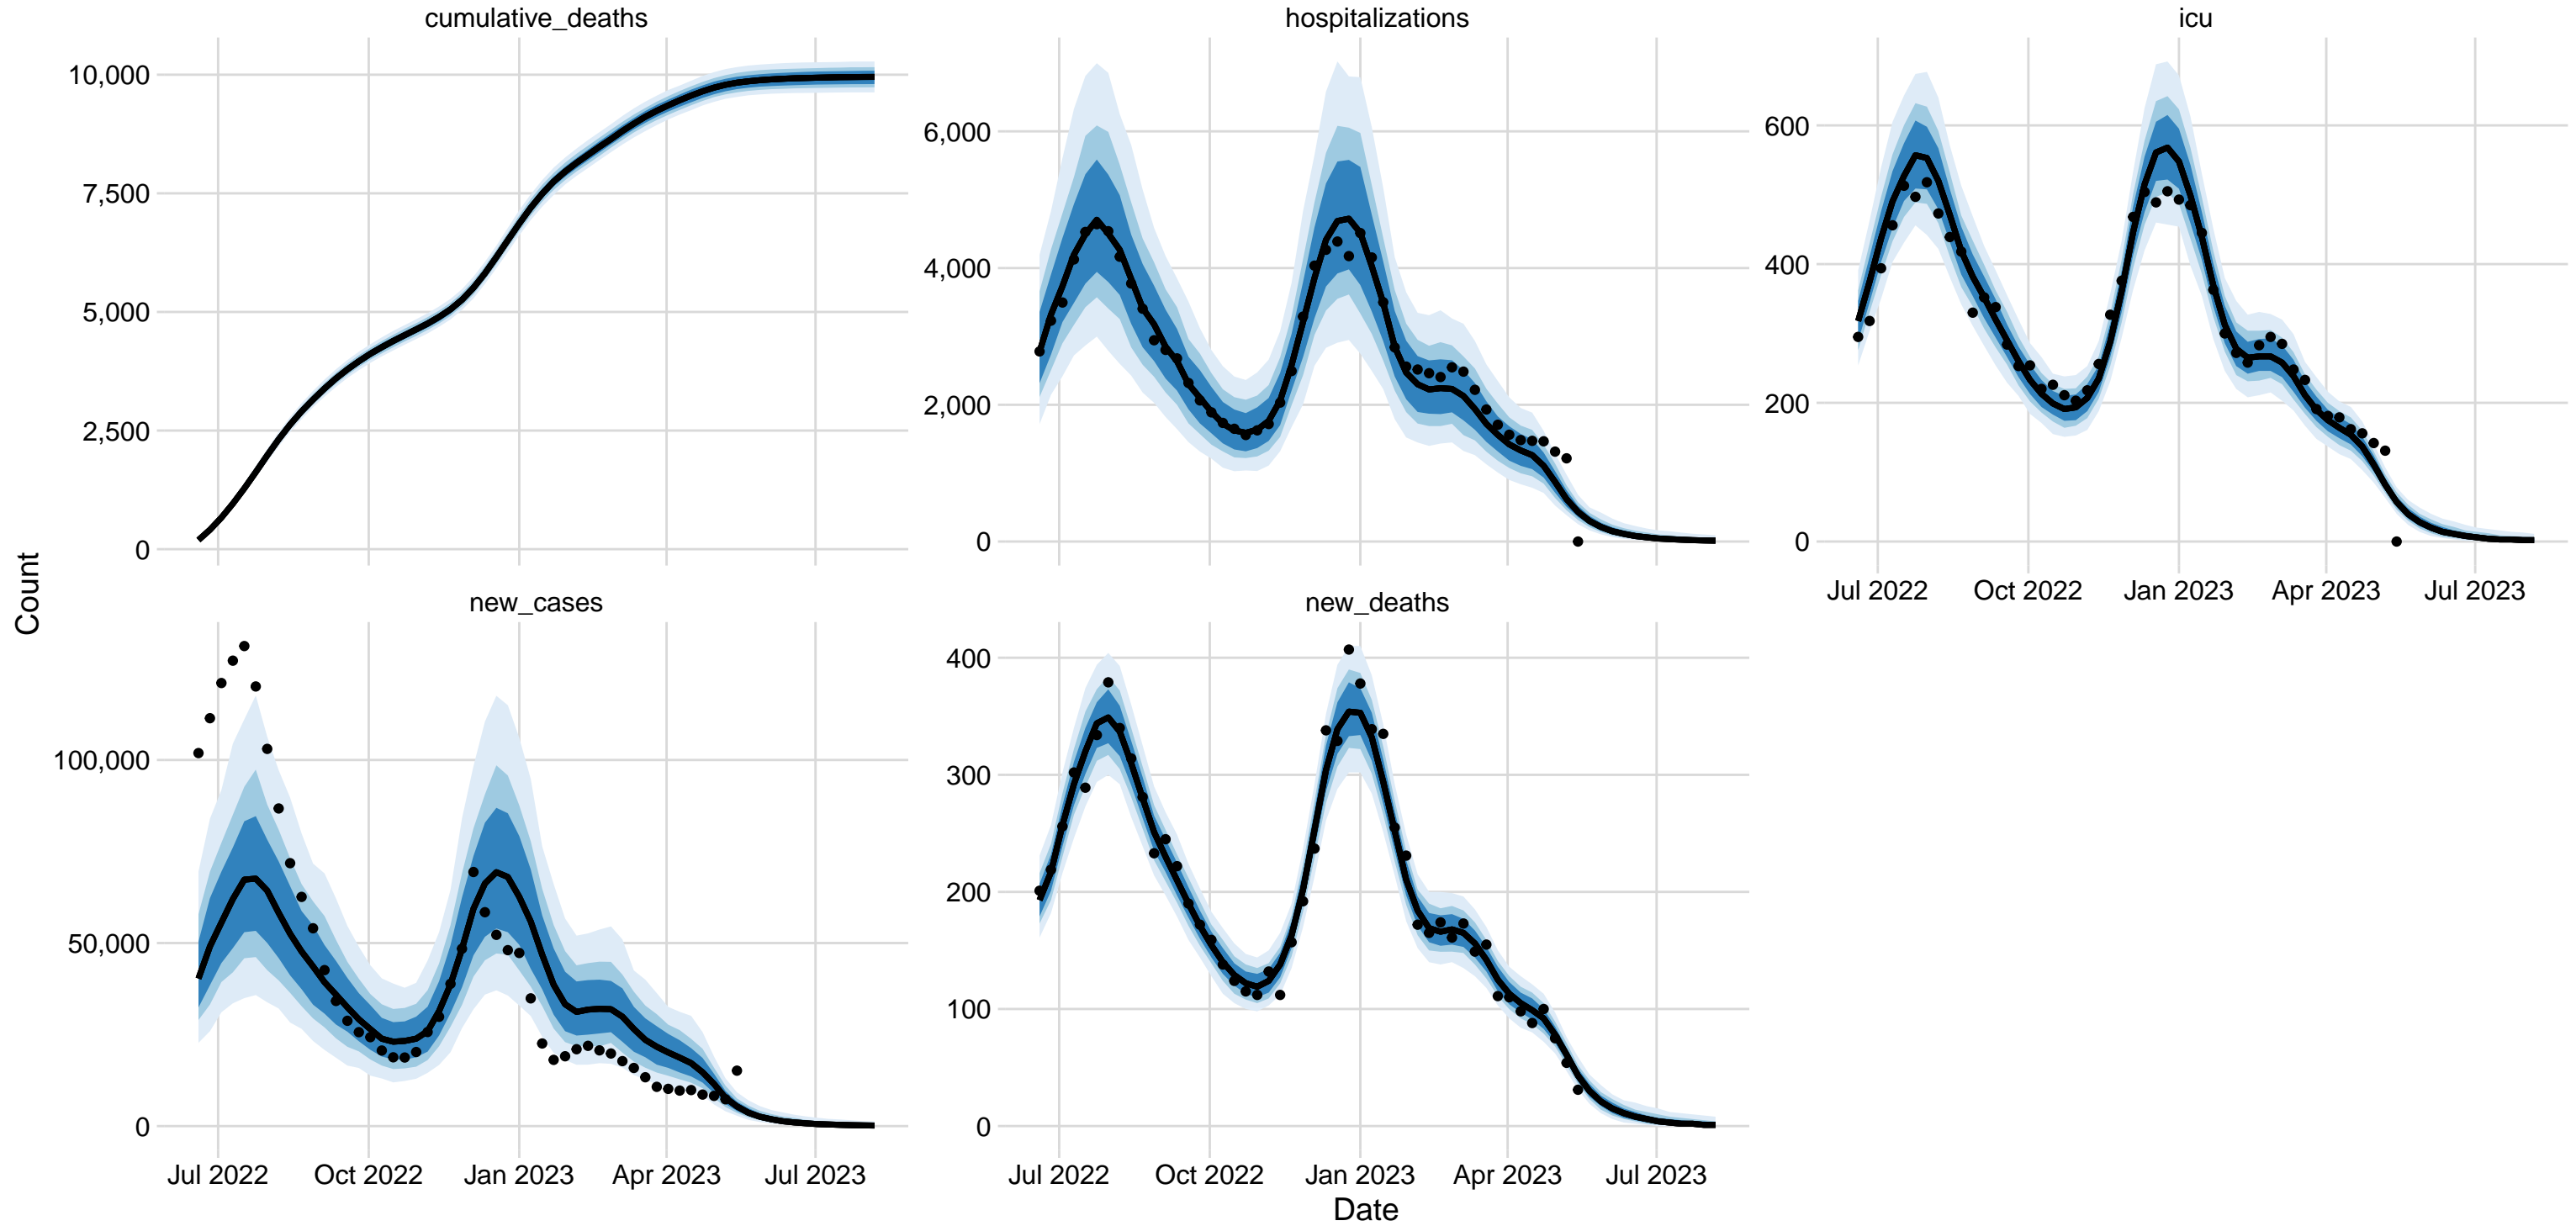 cumulative_deaths
hospitalizations
icu
10,000
7,500
5,000
2,500
0
6,000
4,000
2,000
0
600
400
200
0
Jul 2022 Oct 2022 Jan 2023 Apr 2023 Jul 2023
Count
new_cases
new_deaths
100,000
50,000
0
400
300
200
100
0
Jul 2022 Oct 2022 Jan 2023 Apr 2023 Jul 2023
Jul 2022 Oct 2022 Jan 2023 Apr 2023 Jul 2023
Date